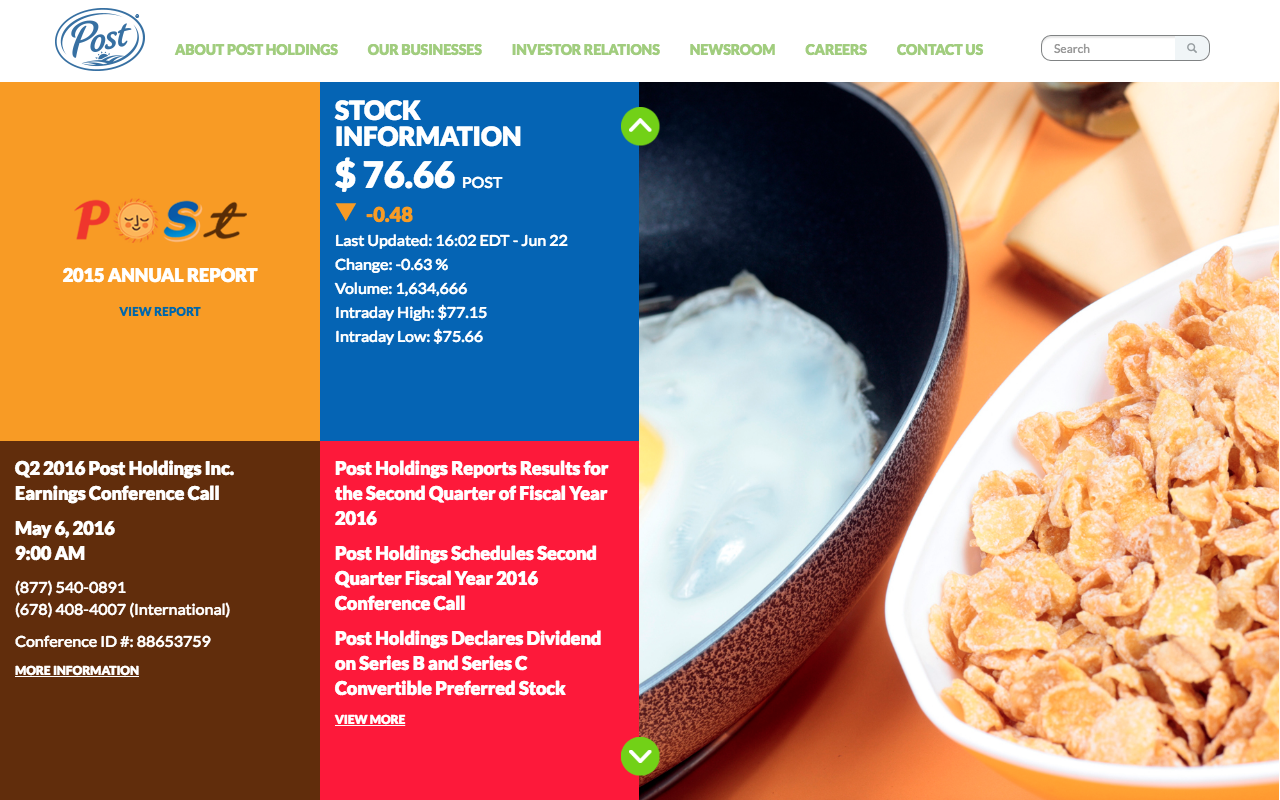 Post
ABOUT POST HOLDINGS
OUR BUSINESSES
INVESTOR RELATIONS
NEWSROOM
CAREERS
CONTACT US
Search
Post
2015 ANNUAL REPORT
VIEW REPORT
STOCK
INFORMATION
$ 76.66 POST
▼ -0.48
Last Updated: 16:02 EDT - Jun 22
Change: -0.63 %
Volume: 1,634,666
Intraday High: $77.15
Intraday Low: $75.66
Q2 2016 Post Holdings Inc.
Earnings Conference Call
May 6, 2016
9:00 AM
(877) 540-0891
(678) 408-4007 (International)
Conference ID #: 88653759
MORE INFORMATION
Post Holdings Reports Results for
the Second Quarter of Fiscal Year
2016
Post Holdings Schedules Second
Quarter Fiscal Year 2016
Conference Call
Post Holdings Declares Dividend
on Series B and Series C
Convertible Preferred Stock
VIEW MORE